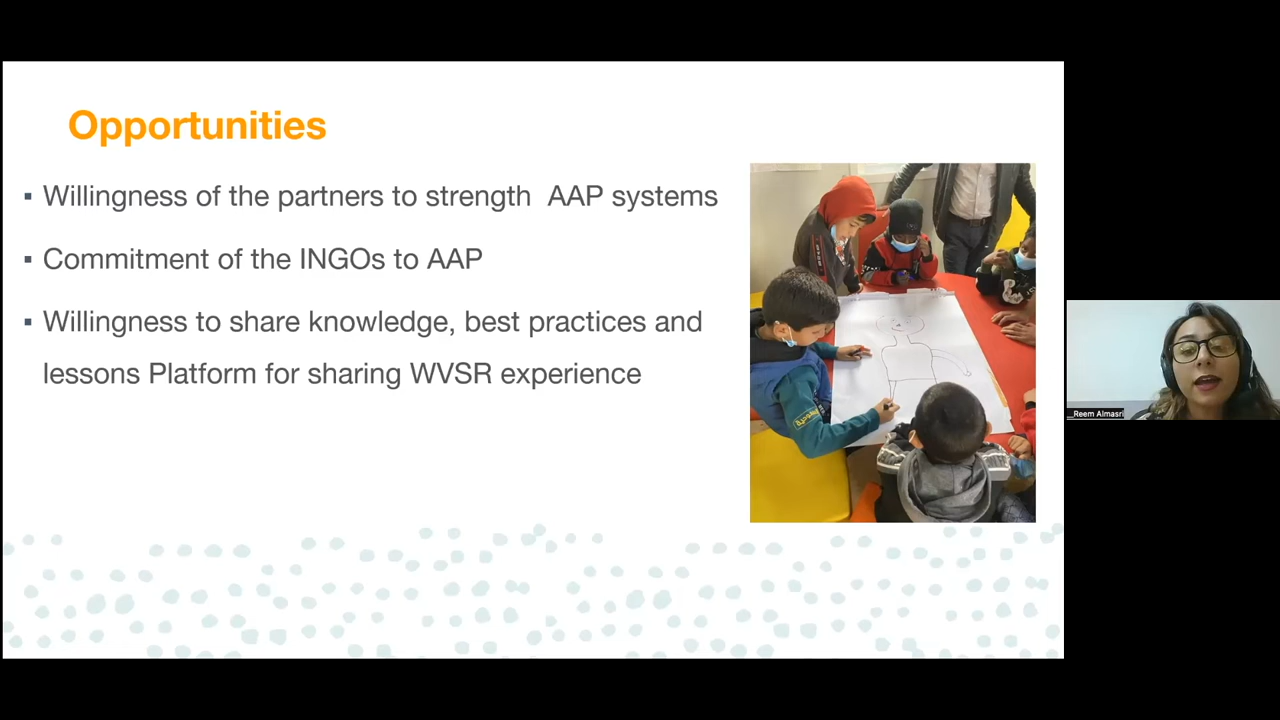 Opportunities
▪ Willingness of the partners to strength AAP systems
▪ Commitment of the INGOs to AAP
▪ Willingness to share knowledge, best practices and
lessons Platform for sharing WVSR experience
__Reem Almasri